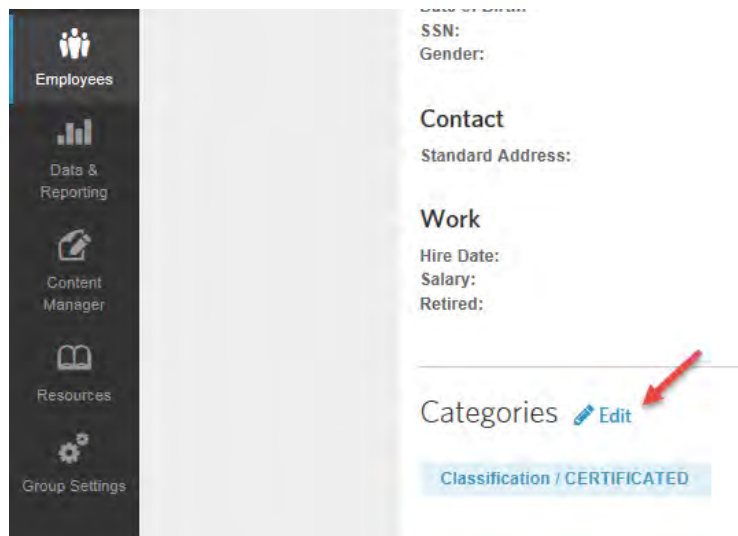 Employees
Data &
Reporting
Content
Manager
Resources
Group Settings
SSN:
Gender:
Contact
Standard Address:
Work
Hire Date:
Salary:
Retired:
Categories Edit
Classification / CERTIFICATED